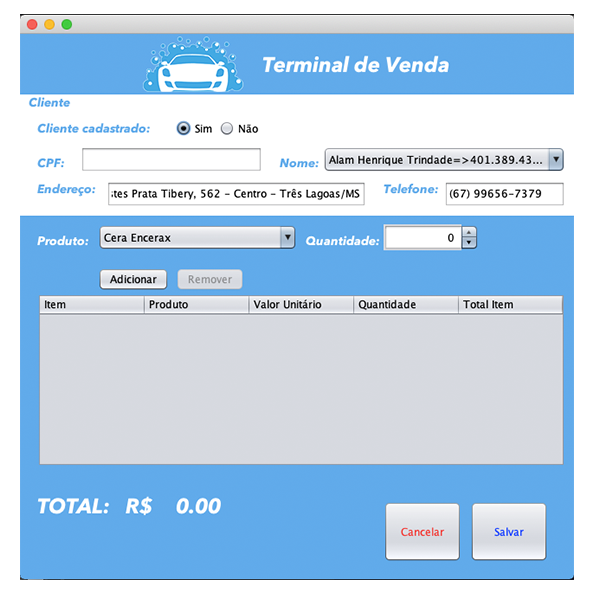 Terminal de Venda
Cliente
Cliente cadastrado: Sim Não
CPF: Nome: Alam Henrique Trindade=>401.389.43...
Endereço: Prata Tibery, 562 - Centro - Três Lagoas/MS Telefone: (67) 99656-7379
Produto: Cera Encerax Quantidade: 0
Adicionar Remover
Item Produto Valor Unitário Quantidade Total Item
TOTAL: R$ 0.00
Cancelar Salvar